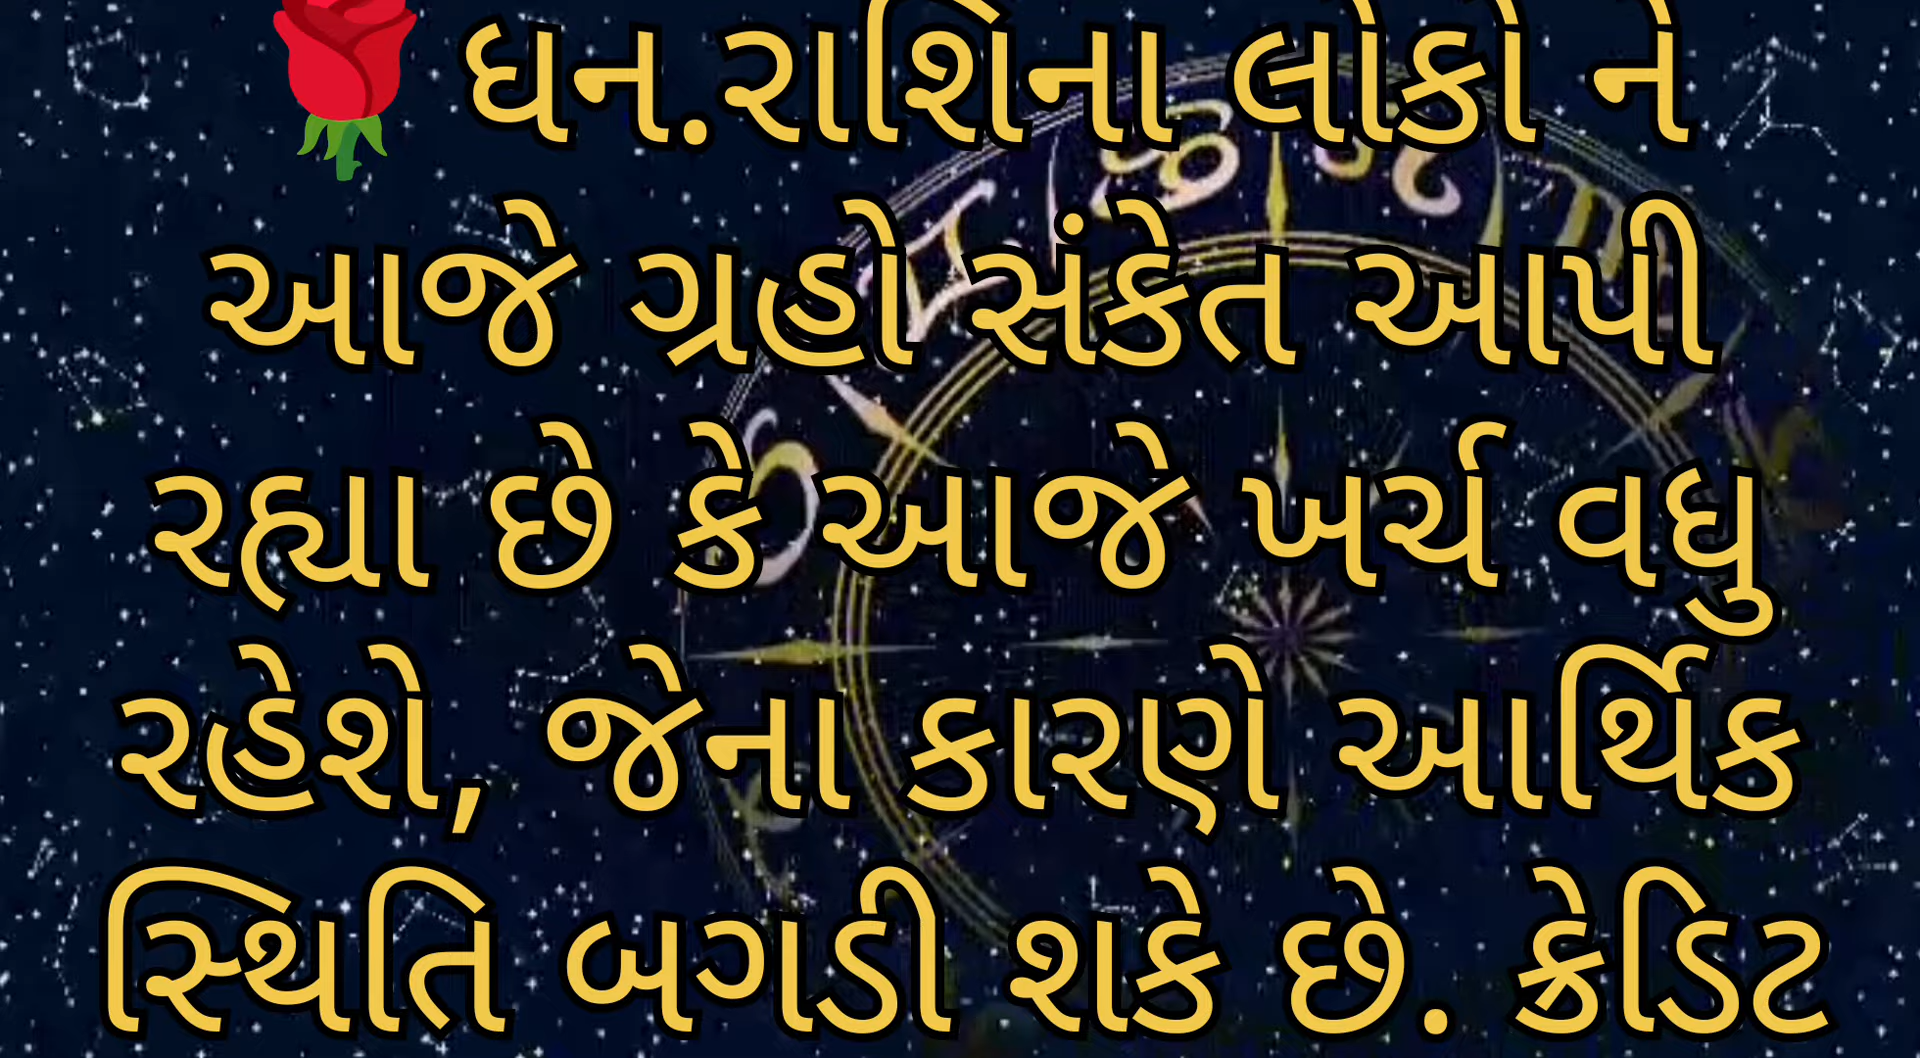 🌹 ધન.રાશિના લોકો ને
આજે ગ્રહો સંકેત આપી
રહ્યા છે કે આજે ખર્ચ વધુ
રહેશે, જેના કારણે આર્થિક
સ્થિતિ બગડી શકે છે. ક્રેડિટ